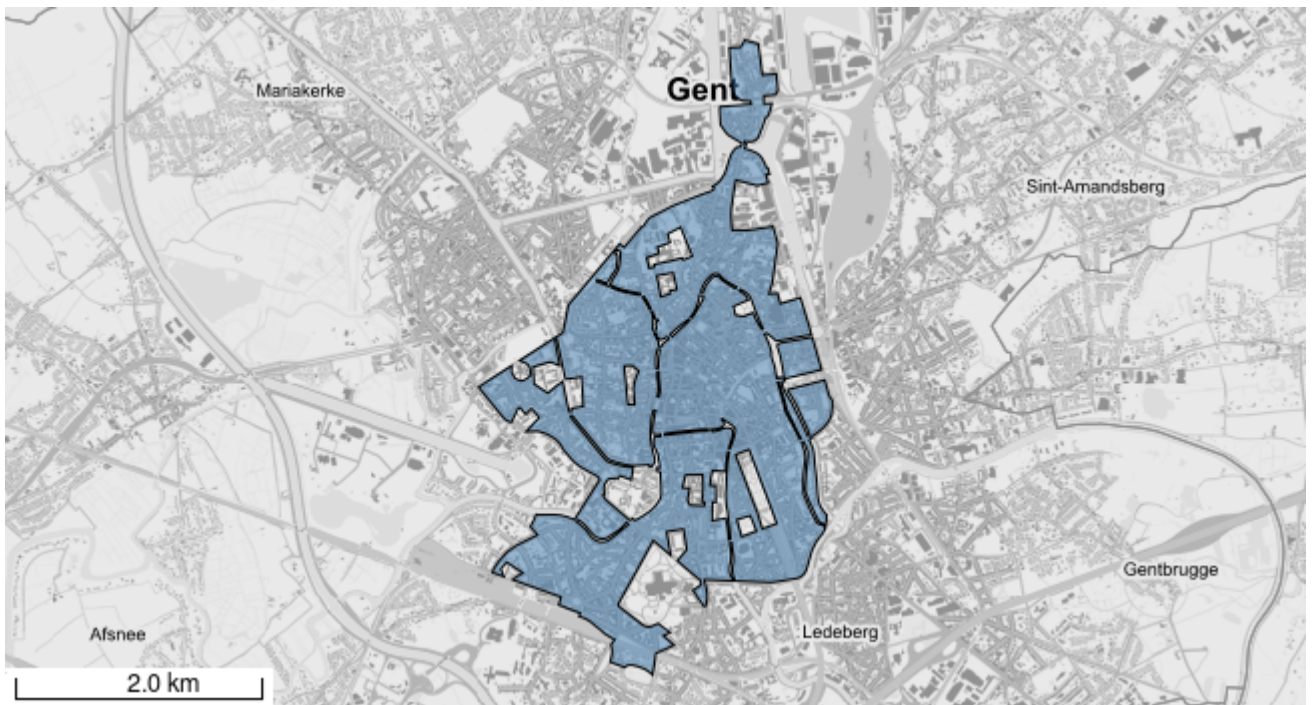 Gent
Mariakerke
Sint-Amandsberg
Gentbrugge
Afsnee
Ledeberg
2.0 km